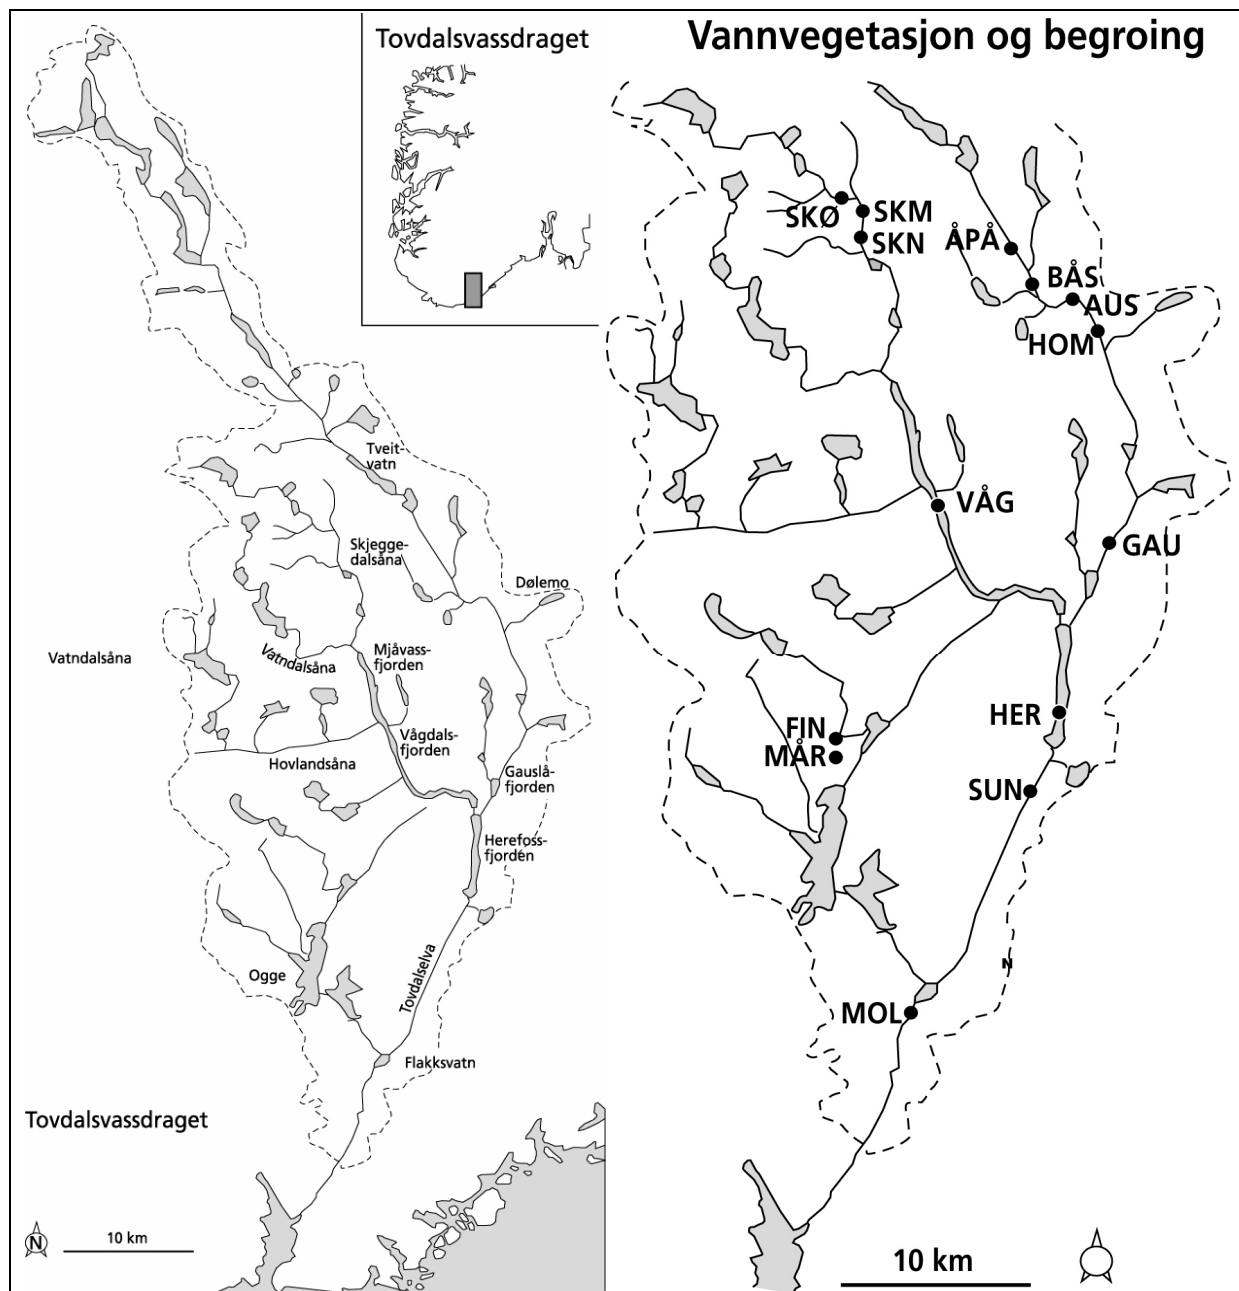 Tovdalsvassdraget
Tveit-
vatn
Skjegge-
dalsåna
Dølemo
Vatndalsåna
Vatndalsåna
Mjåvass-
fjorden
Vågdals-
fjorden
Hovlandsåna
Gauslå-
fjorden
Herefoss-
fjorden
Ogge
Tovdalselva
Flakksvatn
Tovdalsvassdraget
N
10 km
Vannvegetasjon og begroing
SKØ
SKM
SKN
ÅPÅ
BÅS
AUS
HOM
VÅG
GAU
HER
FIN
MÅR
SUN
N
MOL
10 km